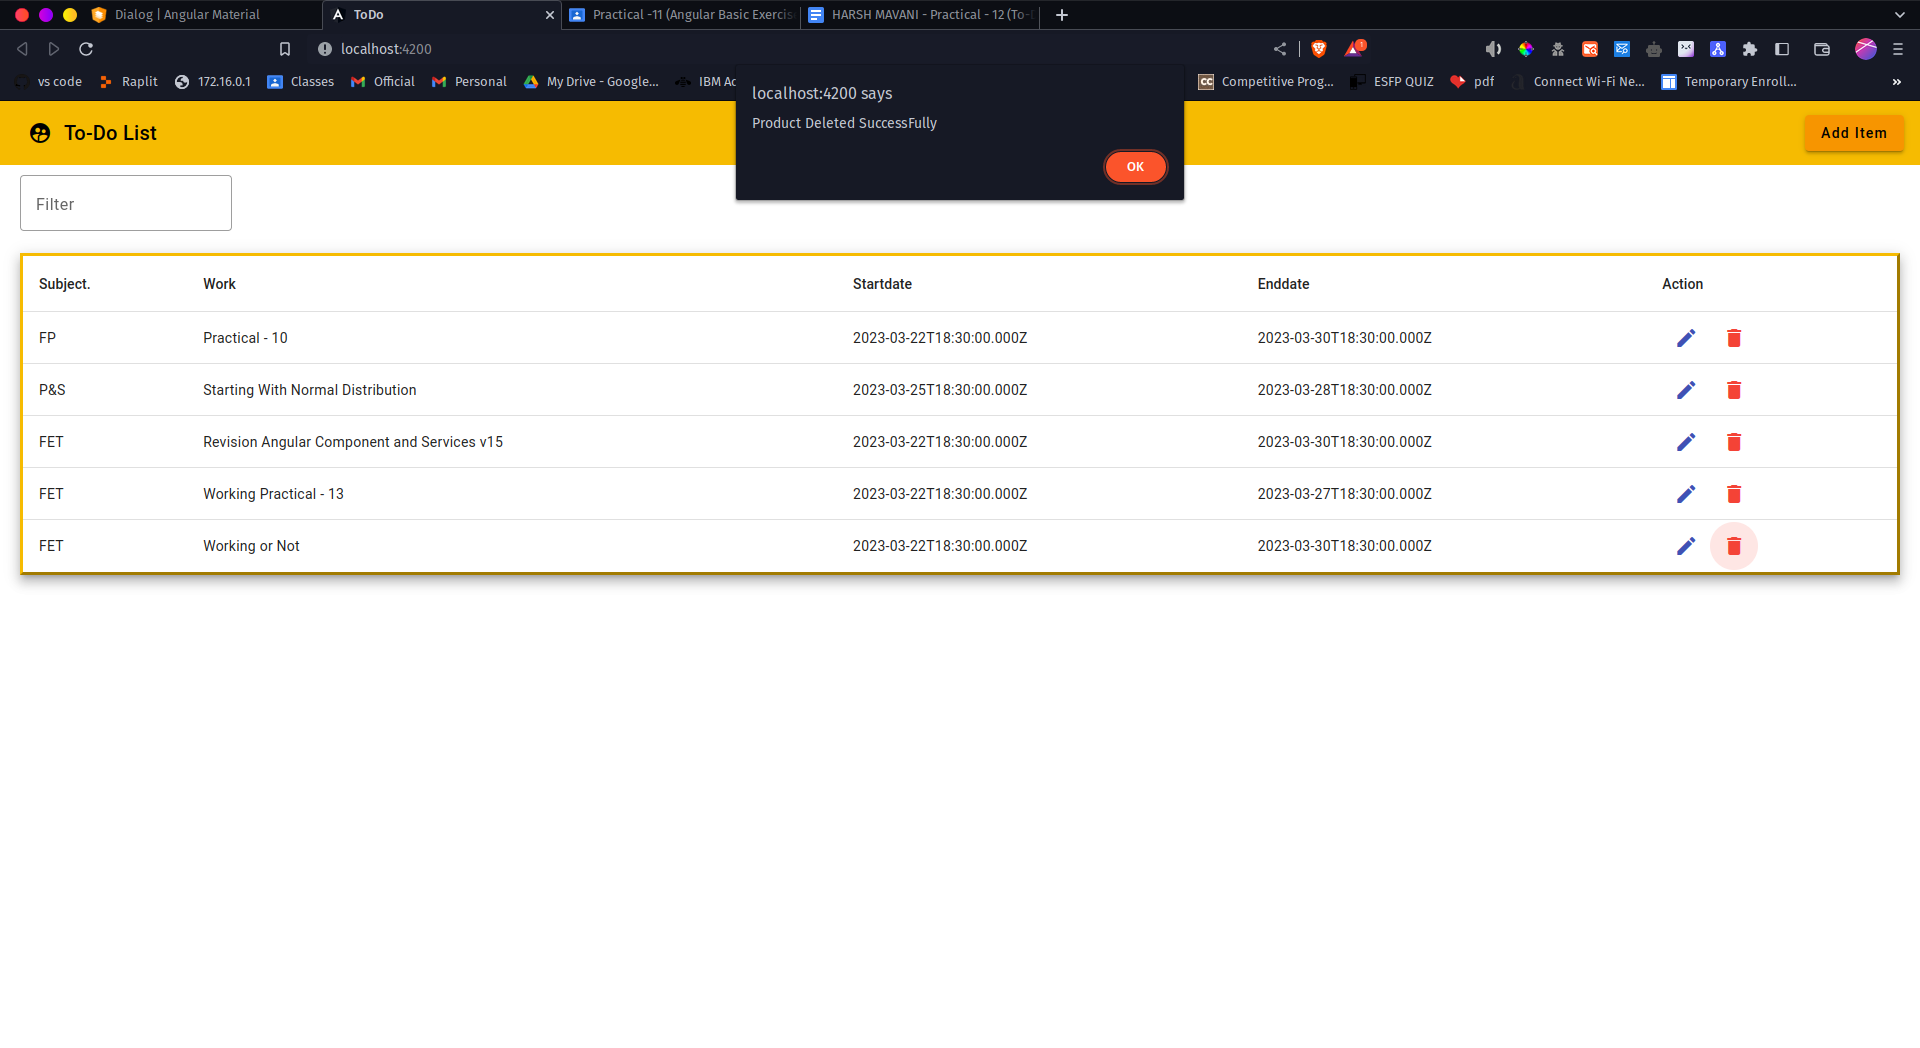 Dialog | Angular Material
ToDo
Practical -11 (Angular Basic Exercis
HARSH MAVANI - Practical - 12 (To-D
localhost:4200
1
vs code
Raplit
172.16.0.1
Classes
Official
Personal
My Drive - Google...
IBM Ac
CC
Competitive Prog...
ESFP QUIZ
pdf
Connect Wi-Fi Ne...
Temporary Enroll...
»
localhost:4200 says
Product Deleted SuccessFully
OK
To-Do List
Add Item
Filter
Subject. Work Startdate Enddate Action
FP Practical - 10 2023-03-22T18:30:00.000Z 2023-03-30T18:30:00.000Z
P&S Starting With Normal Distribution 2023-03-25T18:30:00.000Z 2023-03-28T18:30:00.000Z
FET Revision Angular Component and Services v15 2023-03-22T18:30:00.000Z 2023-03-30T18:30:00.000Z
FET Working Practical - 13 2023-03-22T18:30:00.000Z 2023-03-27T18:30:00.000Z
FET Working or Not 2023-03-22T18:30:00.000Z 2023-03-30T18:30:00.000Z